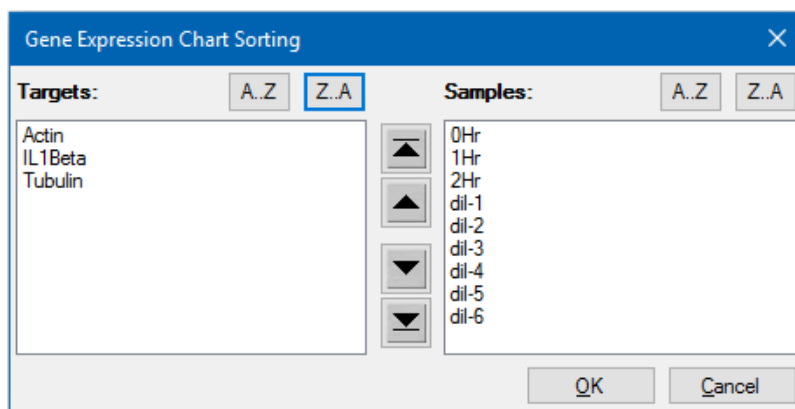 Gene Expression Chart Sorting
Targets: A..Z Z..A Samples: A..Z Z..A
Actin
IL1Beta
Tubulin
0Hr
1Hr
2Hr
dil-1
dil-2
dil-3
dil-4
dil-5
dil-6
OK Cancel